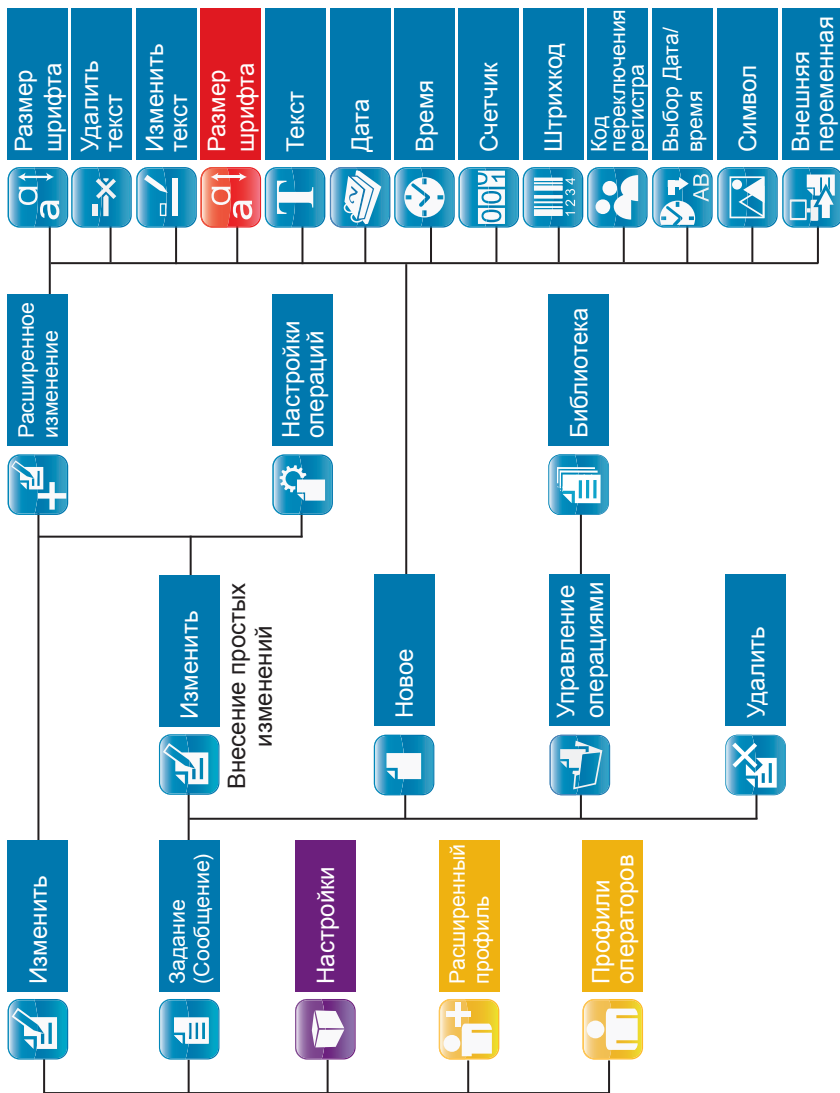 Изменить
Задание
(Сообщение)
Настройки
Расширенный
профиль
Профили
операторов
Изменить
Внесение простых
изменений
Новое
Управление
операциями
Удалить
Расширенное
изменение
Настройки
операций
Библиотека
a a
Размер
шрифта
Удалить
текст
Изменить
текст
a a
Размер
шрифта
T
Текст
Дата
Время
001
Счетчик
1234
Штрихкод
Код
переключения
регистра
AB
Выбор Дата/
время
Символ
Внешняя
переменная